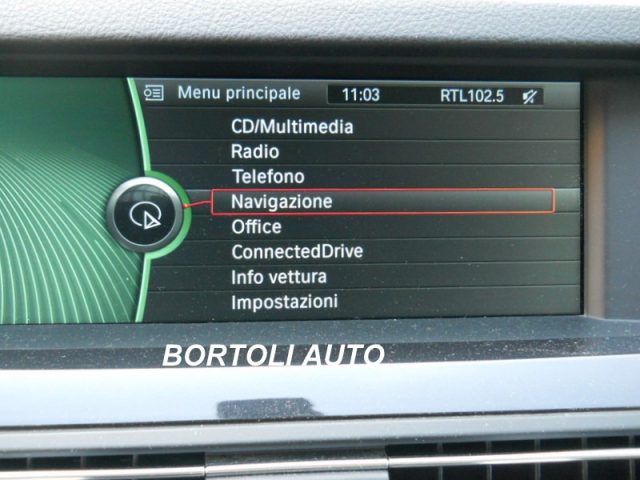 Menu principale 11:03 RTL102.5
CD/Multimedia
Radio
Telefono
Navigazione
Office
ConnectedDrive
Info vettura
Impostazioni
BORTOLI AUTO